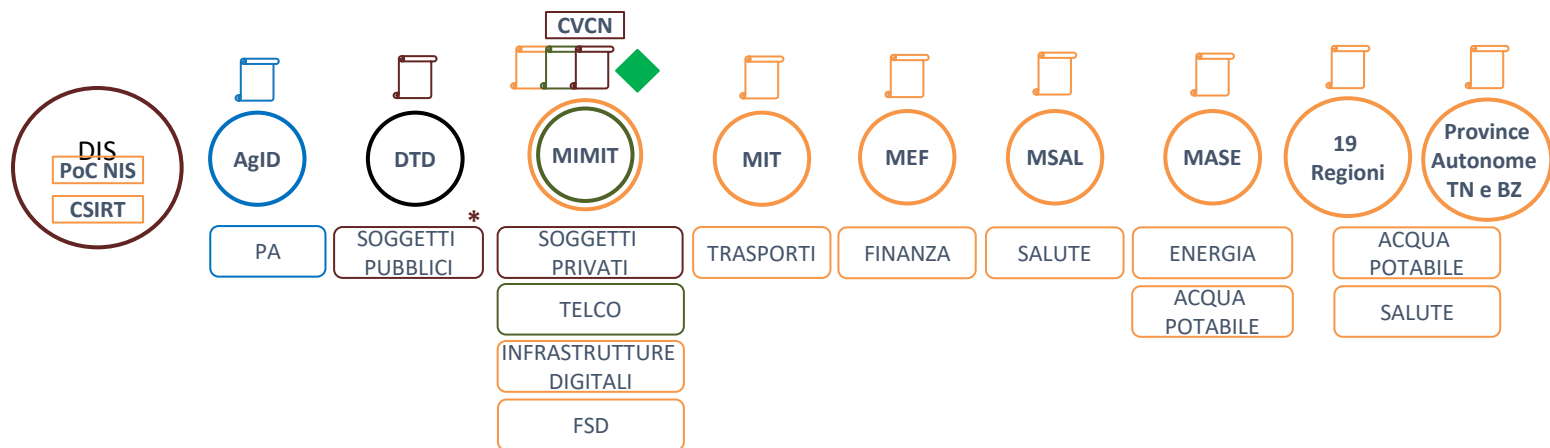 CVCN
DIS
PoC NIS
CSIRT
AgID
DTD
MIMIT
MIT
MEF
MSAL
MASE
19
Regioni
Province
Autonome
TN e BZ
PA
SOGGETTI
PUBBLICI
*
SOGGETTI
PRIVATI
TELCO
INFRASTRUTTURE
DIGITALI
FSD
TRASPORTI
FINANZA
SALUTE
ENERGIA
ACQUA
POTABILE
ACQUA
POTABILE
SALUTE